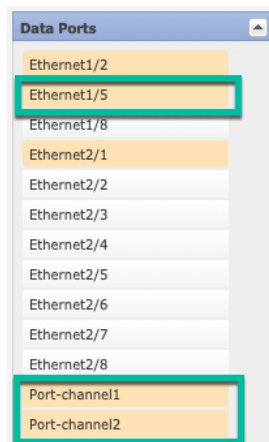 Data Ports
Ethernet1/2
Ethernet1/5
Ethernet1/8
Ethernet2/1
Ethernet2/2
Ethernet2/3
Ethernet2/4
Ethernet2/5
Ethernet2/6
Ethernet2/7
Ethernet2/8
Port-channel1
Port-channel2